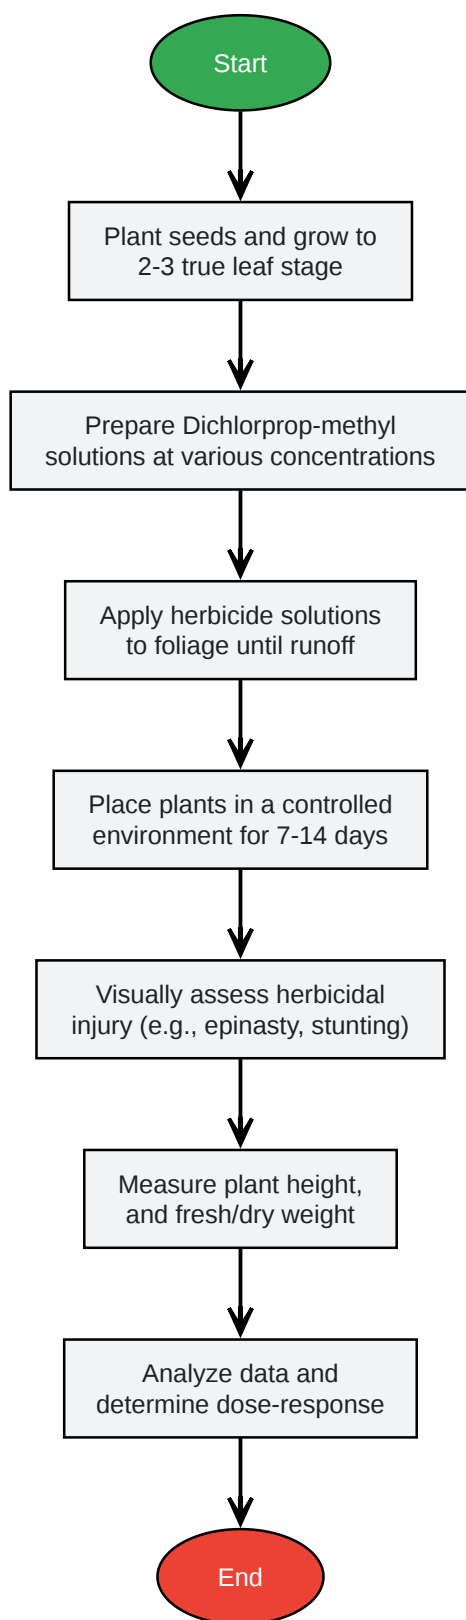 Start
Plant seeds and grow to
2-3 true leaf stage
Prepare Dichlorprop-methyl
solutions at various concentrations
Apply herbicide solutions
to foliage until runoff
Place plants in a controlled
environment for 7-14 days
Visually assess herbicidal
injury (e.g., epinasty, stunting)
Measure plant height,
and fresh/dry weight
Analyze data and
determine dose-response
End